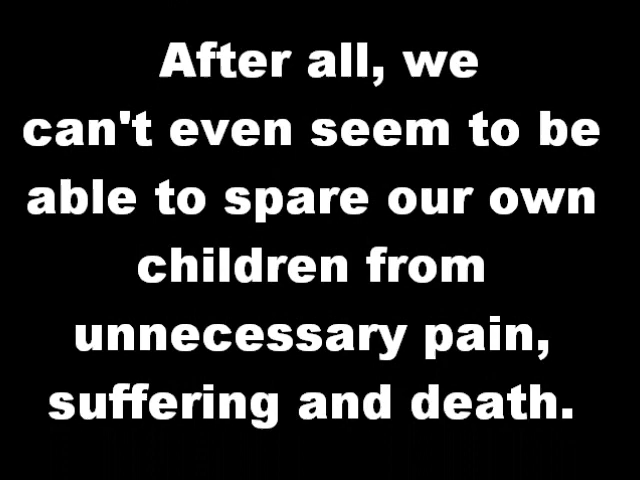 After all, we
can't even seem to be
able to spare our own
children from
unnecessary pain,
suffering and death.